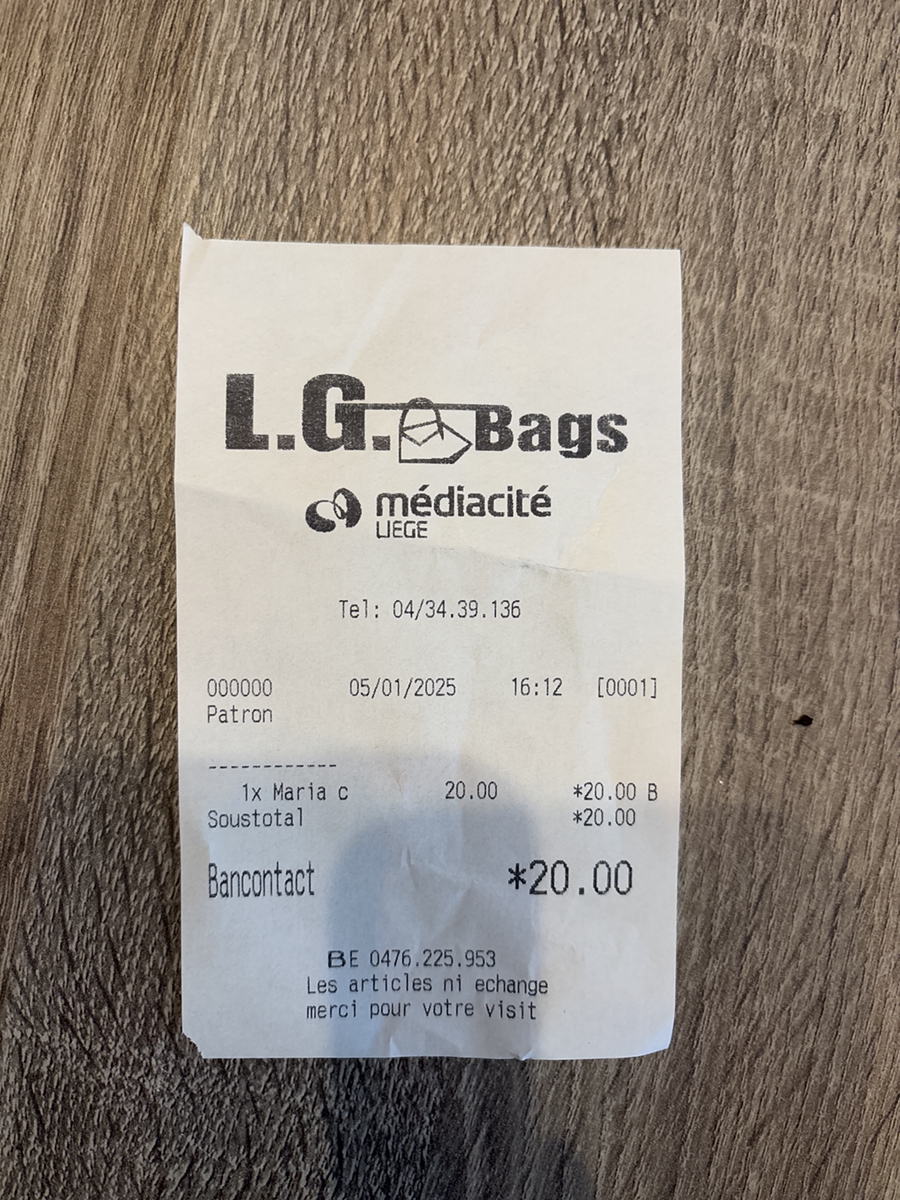 L.G. Bags
médiacité
LIEGE
Tel: 04/34.39.136
000000 05/01/2025 16:12 [0001]
Patron
------------
1x Maria c 20.00 *20.00 B
Soustotal *20.00
Bancontact *20.00
BE 0476.225.953
Les articles ni echange
merci pour votre visit